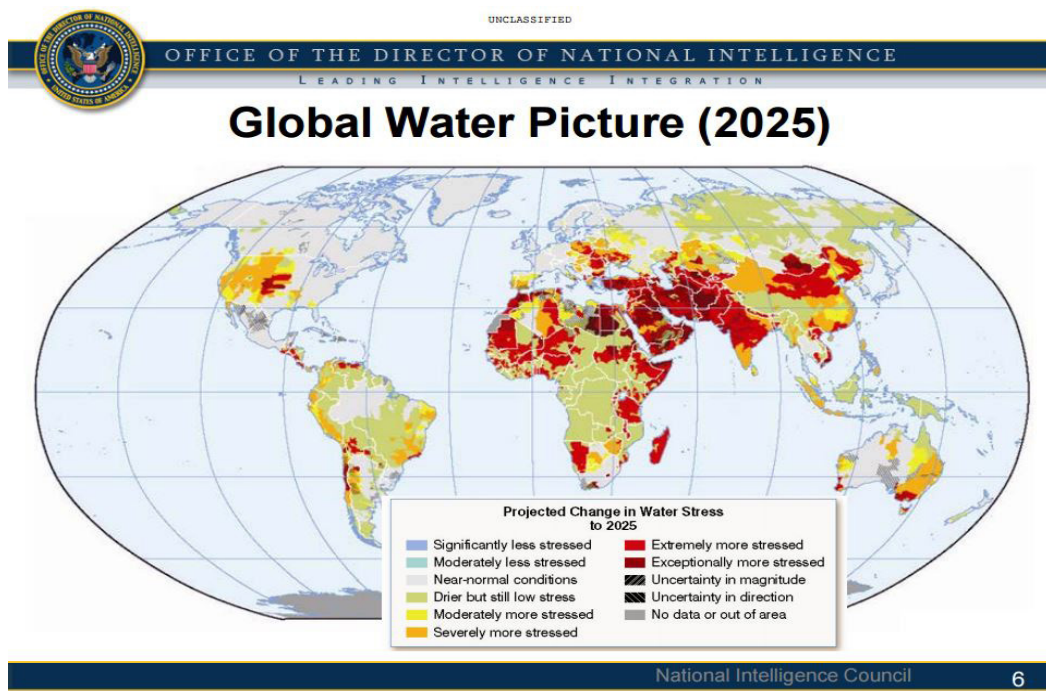 UNCLASSIFIED
OFFICE OF THE DIRECTOR OF NATIONAL INTELLIGENCE
LEADING INTELLIGENCE INTEGRATION
Global Water Picture (2025)
Projected Change in Water Stress
to 2025
Significantly less stressed
Moderately less stressed
Near-normal conditions
Drier but still low stress
Moderately more stressed
Severely more stressed
Extremely more stressed
Exceptionally more stressed
Uncertainty in magnitude
Uncertainty in direction
No data or out of area
National Intelligence Council
6